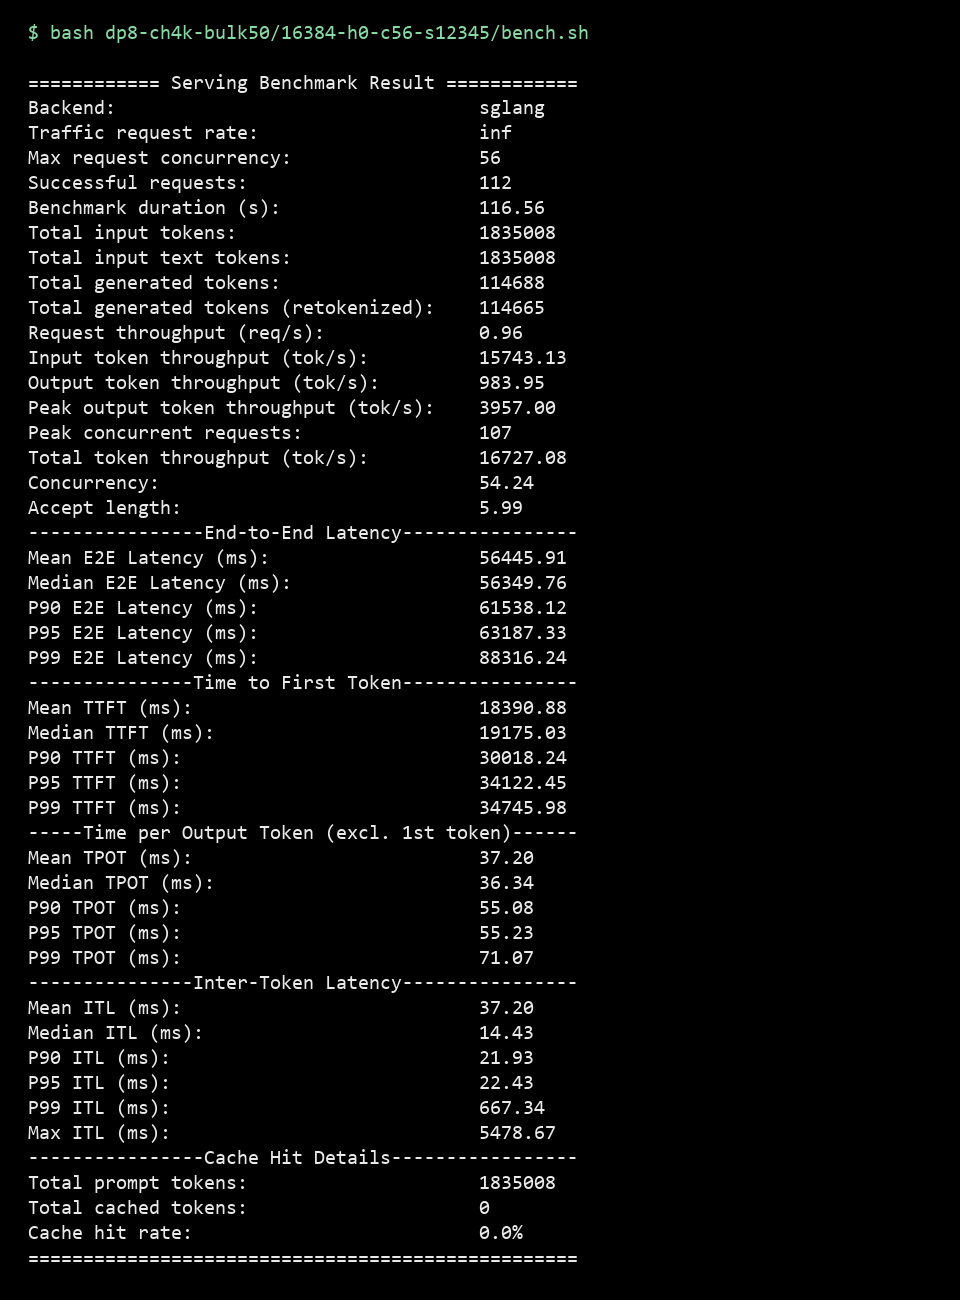 $ bash dp8-ch4k-bulk50/16384-h0-c56-s12345/bench.sh
============ Serving Benchmark Result ============
Backend:                                 sglang
Traffic request rate:                    inf
Max request concurrency:                 56
Successful requests:                     112
Benchmark duration (s):                  116.56
Total input tokens:                      1835008
Total input text tokens:                 1835008
Total generated tokens:                  114688
Total generated tokens (retokenized):    114665
Request throughput (req/s):              0.96
Input token throughput (tok/s):          15743.13
Output token throughput (tok/s):         983.95
Peak output token throughput (tok/s):    3957.00
Peak concurrent requests:                107
Total token throughput (tok/s):          16727.08
Concurrency:                             54.24
Accept length:                           5.99
----------------End-to-End Latency----------------
Mean E2E Latency (ms):                   56445.91
Median E2E Latency (ms):                 56349.76
P90 E2E Latency (ms):                    61538.12
P95 E2E Latency (ms):                    63187.33
P99 E2E Latency (ms):                    88316.24
---------------Time to First Token----------------
Mean TTFT (ms):                          18390.88
Median TTFT (ms):                        19175.03
P90 TTFT (ms):                           30018.24
P95 TTFT (ms):                           34122.45
P99 TTFT (ms):                           34745.98
-----Time per Output Token (excl. 1st token)------
Mean TPOT (ms):                          37.20
Median TPOT (ms):                        36.34
P90 TPOT (ms):                           55.08
P95 TPOT (ms):                           55.23
P99 TPOT (ms):                           71.07
---------------Inter-Token Latency----------------
Mean ITL (ms):                           37.20
Median ITL (ms):                         14.43
P90 ITL (ms):                            21.93
P95 ITL (ms):                            22.43
P99 ITL (ms):                            667.34
Max ITL (ms):                            5478.67
----------------Cache Hit Details-----------------
Total prompt tokens:                     1835008
Total cached tokens:                     0
Cache hit rate:                          0.0%
==================================================